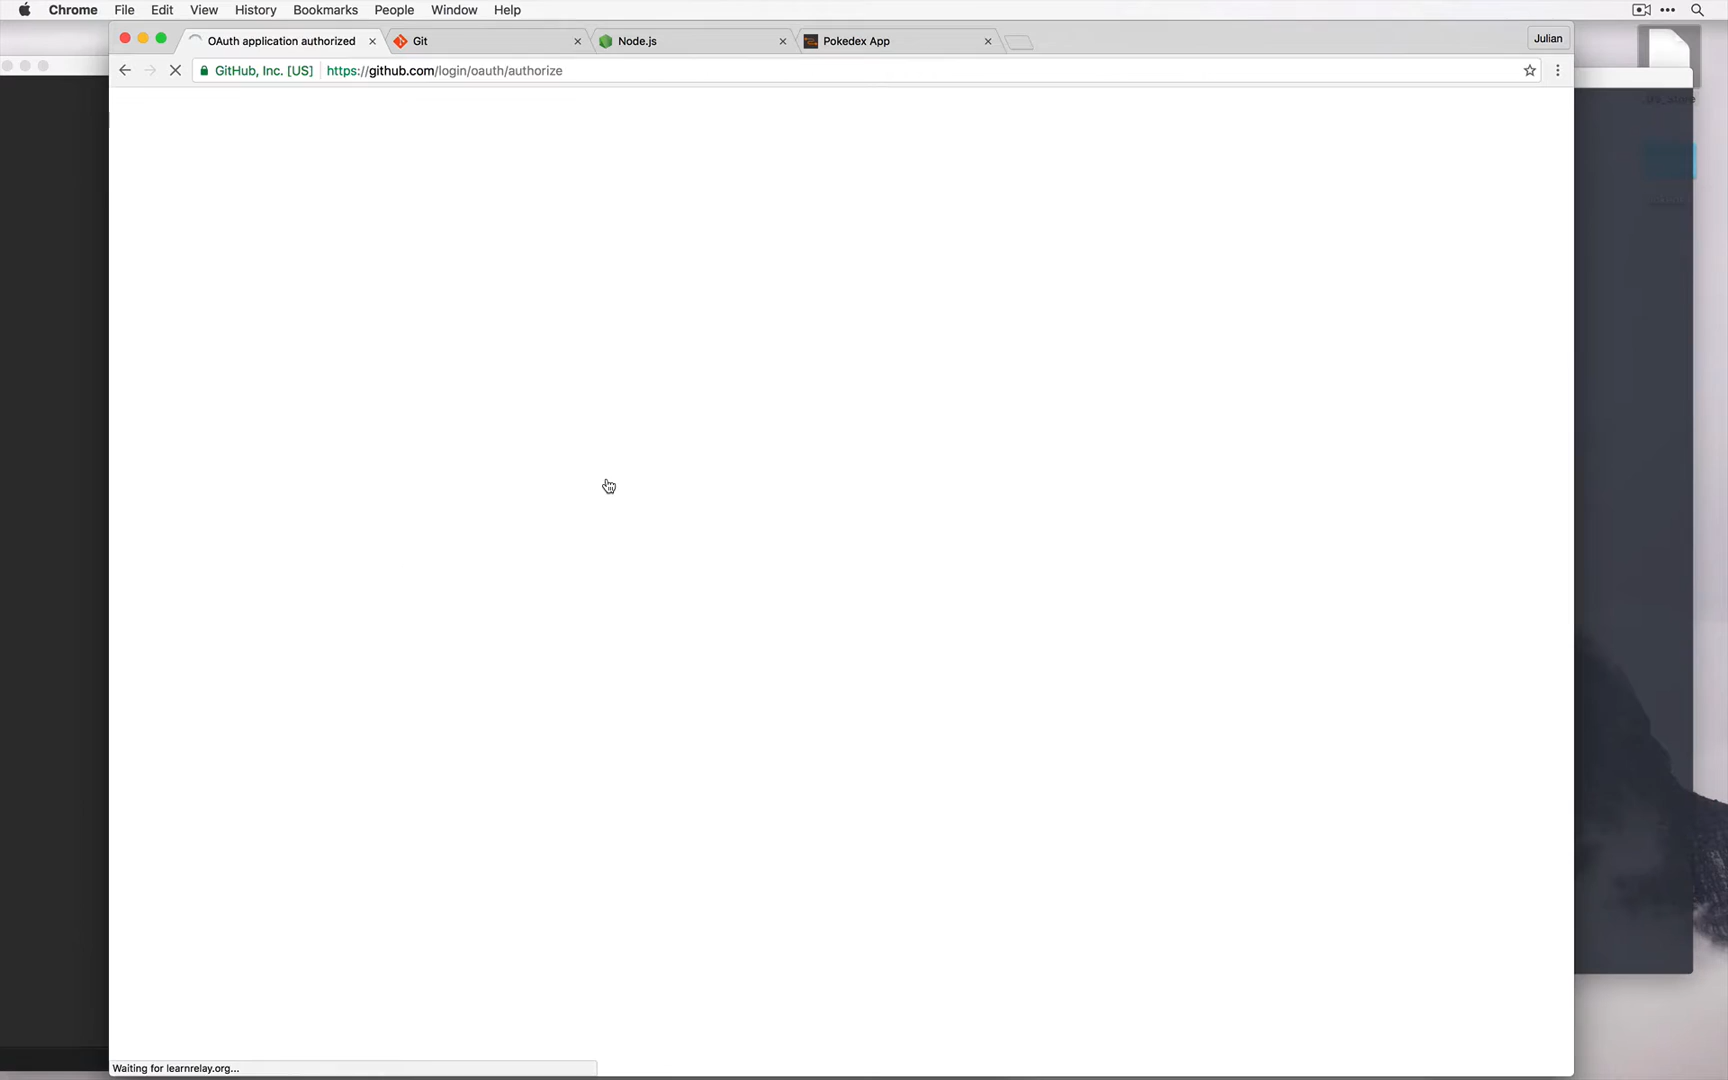 Chrome File Edit View History Bookmarks People Window Help
OAuth application authorized Git Node.js Pokedex App Julian
GitHub, Inc. [US] https://github.com/login/oauth/authorize
Waiting for learnrelay.org...